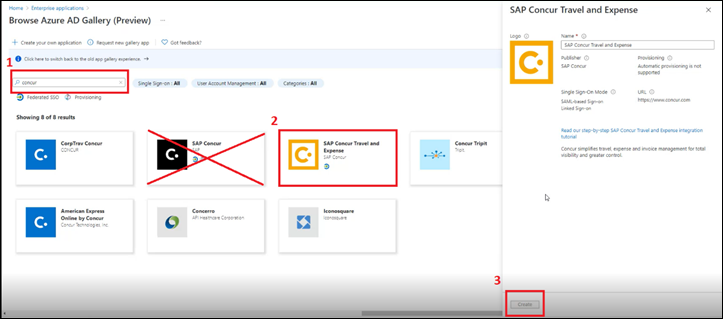 Home > Enterprise applications >
Browse Azure AD Gallery (Preview) ...
+ Create your own application
Request new gallery app
Got feedback?
Click here to switch back to the old app gallery experience. →
1
concur
×
Single Sign-on : All
User Account Management : All
Categories : All
Federated SSO
Provisioning
Showing 8 of 8 results
2
CorpTrav Concur
CONCUR
SAP Concur
SAP
SAP Concur Travel and
Expense
SAP Concur
Concur TripIt
TripIt
American Express
Online by Concur
Concur Technologies Inc.
Concerro
API Healthcare Corporation
Iconosquare
Iconosquare
SAP Concur Travel and Expense
×
Logo
Name *
SAP Concur Travel and Expense
Publisher
SAP Concur
Provisioning
Automatic provisioning is not
supported
Single Sign-On Mode
SAML-based Sign-on
Linked Sign-on
URL
https://www.concur.com
Read our step-by-step SAP Concur Travel and Expense integration
tutorial
Concur simplifies travel, expense and invoice management for total
visibility and greater control.
3
Create